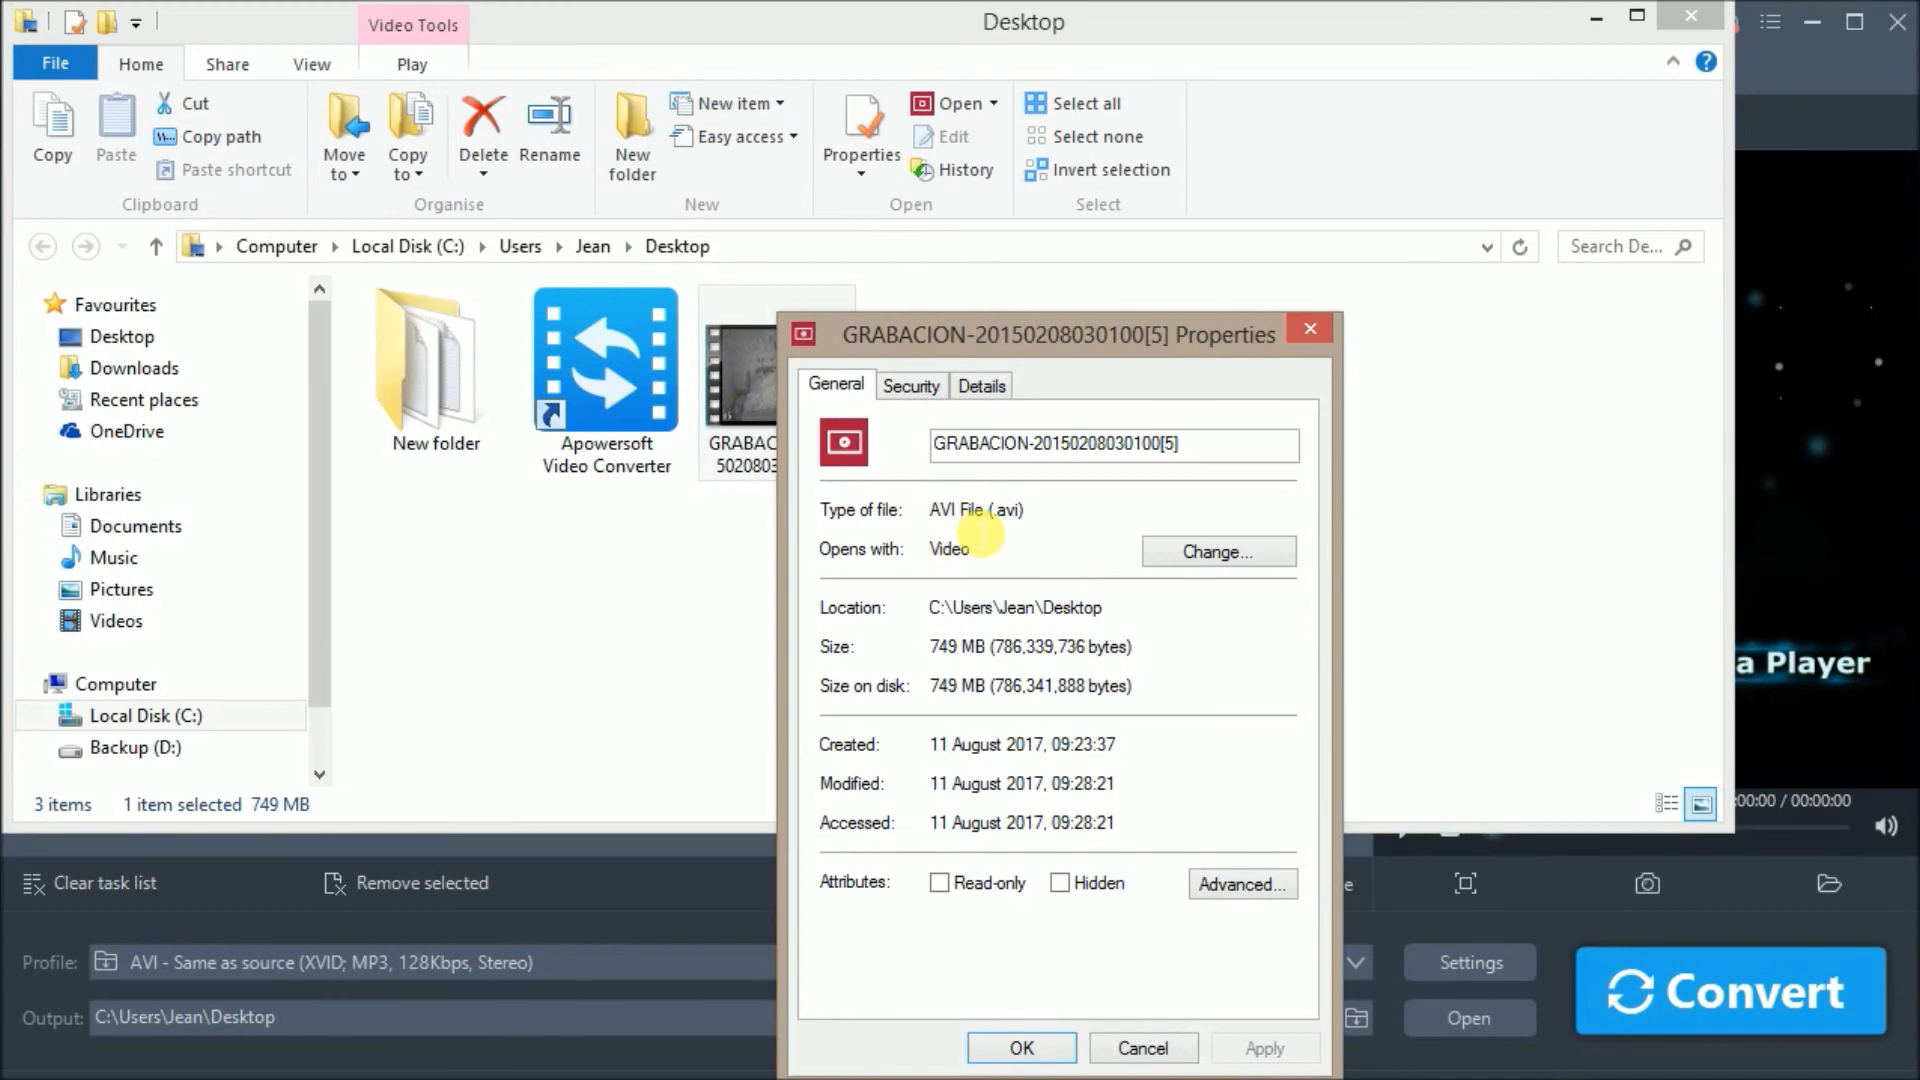 Video Tools
Desktop
File
Home
Share
View
Play
Copy
Paste
Cut
Copy path
Paste shortcut
Clipboard
Move to
Copy to
Delete
Rename
Organise
New folder
New item
Easy access
New
Properties
Open
Edit
History
Open
Select all
Select none
Invert selection
Select
Computer
Local Disk (C:)
Users
Jean
Desktop
Search De...
Favourites
Desktop
Downloads
Recent places
OneDrive
Libraries
Documents
Music
Pictures
Videos
Computer
Local Disk (C:)
Backup (D:)
New folder
Apowersoft
Video Converter
GRABAC
5020803
3 items
1 item selected 749 MB
GRABACION-20150208030100[5] Properties
General
Security
Details
GRABACION-20150208030100[5]
Type of file: AVI File (.avi)
Opens with: Video
Change...
Location: C:\Users\Jean\Desktop
Size: 749 MB (786,339,736 bytes)
Size on disk: 749 MB (786,341,888 bytes)
Created: 11 August 2017, 09:23:37
Modified: 11 August 2017, 09:28:21
Accessed: 11 August 2017, 09:28:21
Attributes: Read-only Hidden
Advanced...
OK
Cancel
Apply
a Player
:00:00 / 00:00:00
Clear task list
Remove selected
e
Profile: AVI - Same as source (XVID; MP3, 128Kbps, Stereo)
Settings
Convert
Output: C:\Users\Jean\Desktop
Open